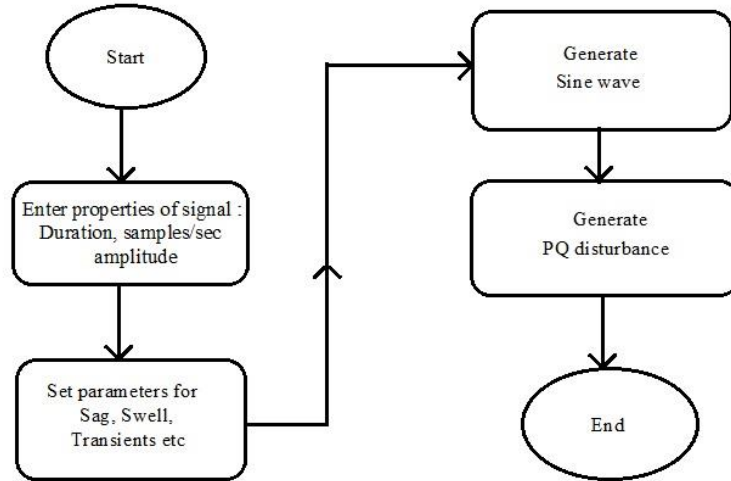 Start
Enter properties of signal :
Duration, samples/sec
amplitude
Set parameters for
Sag, Swell,
Transients etc
Generate
Sine wave
Generate
PQ disturbance
End